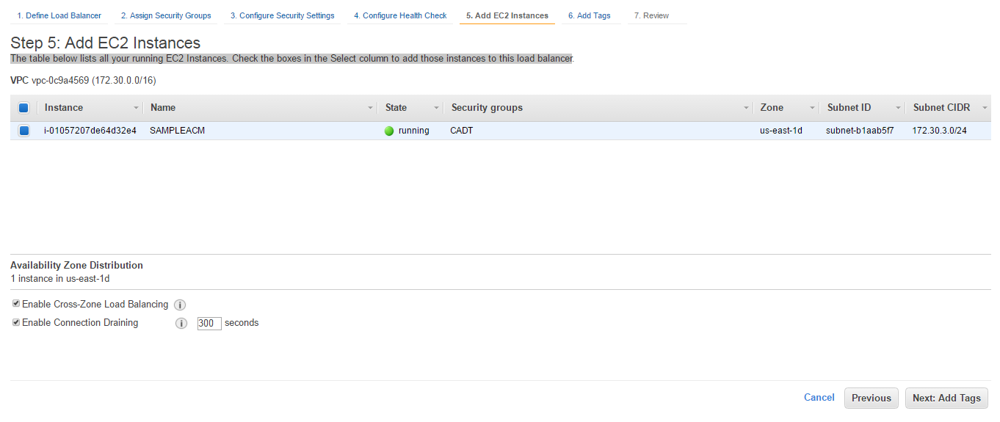 1. Define Load Balancer 2. Assign Security Groups 3. Configure Security Settings 4. Configure Health Check 5. Add EC2 Instances 6. Add Tags 7. Review
Step 5: Add EC2 Instances
The table below lists all your running EC2 Instances. Check the boxes in the Select column to add those instances to this load balancer.
VPC vpc-0c9a4569 (172.30.0.0/16)
Instance Name State Security groups Zone Subnet ID Subnet CIDR
i-01057207de64d32e4 SAMPLEACM running CADT us-east-1d subnet-b1aab5f7 172.30.3.0/24
Availability Zone Distribution
1 instance in us-east-1d
Enable Cross-Zone Load Balancing i
Enable Connection Draining i 300 seconds
Cancel Previous Next: Add Tags